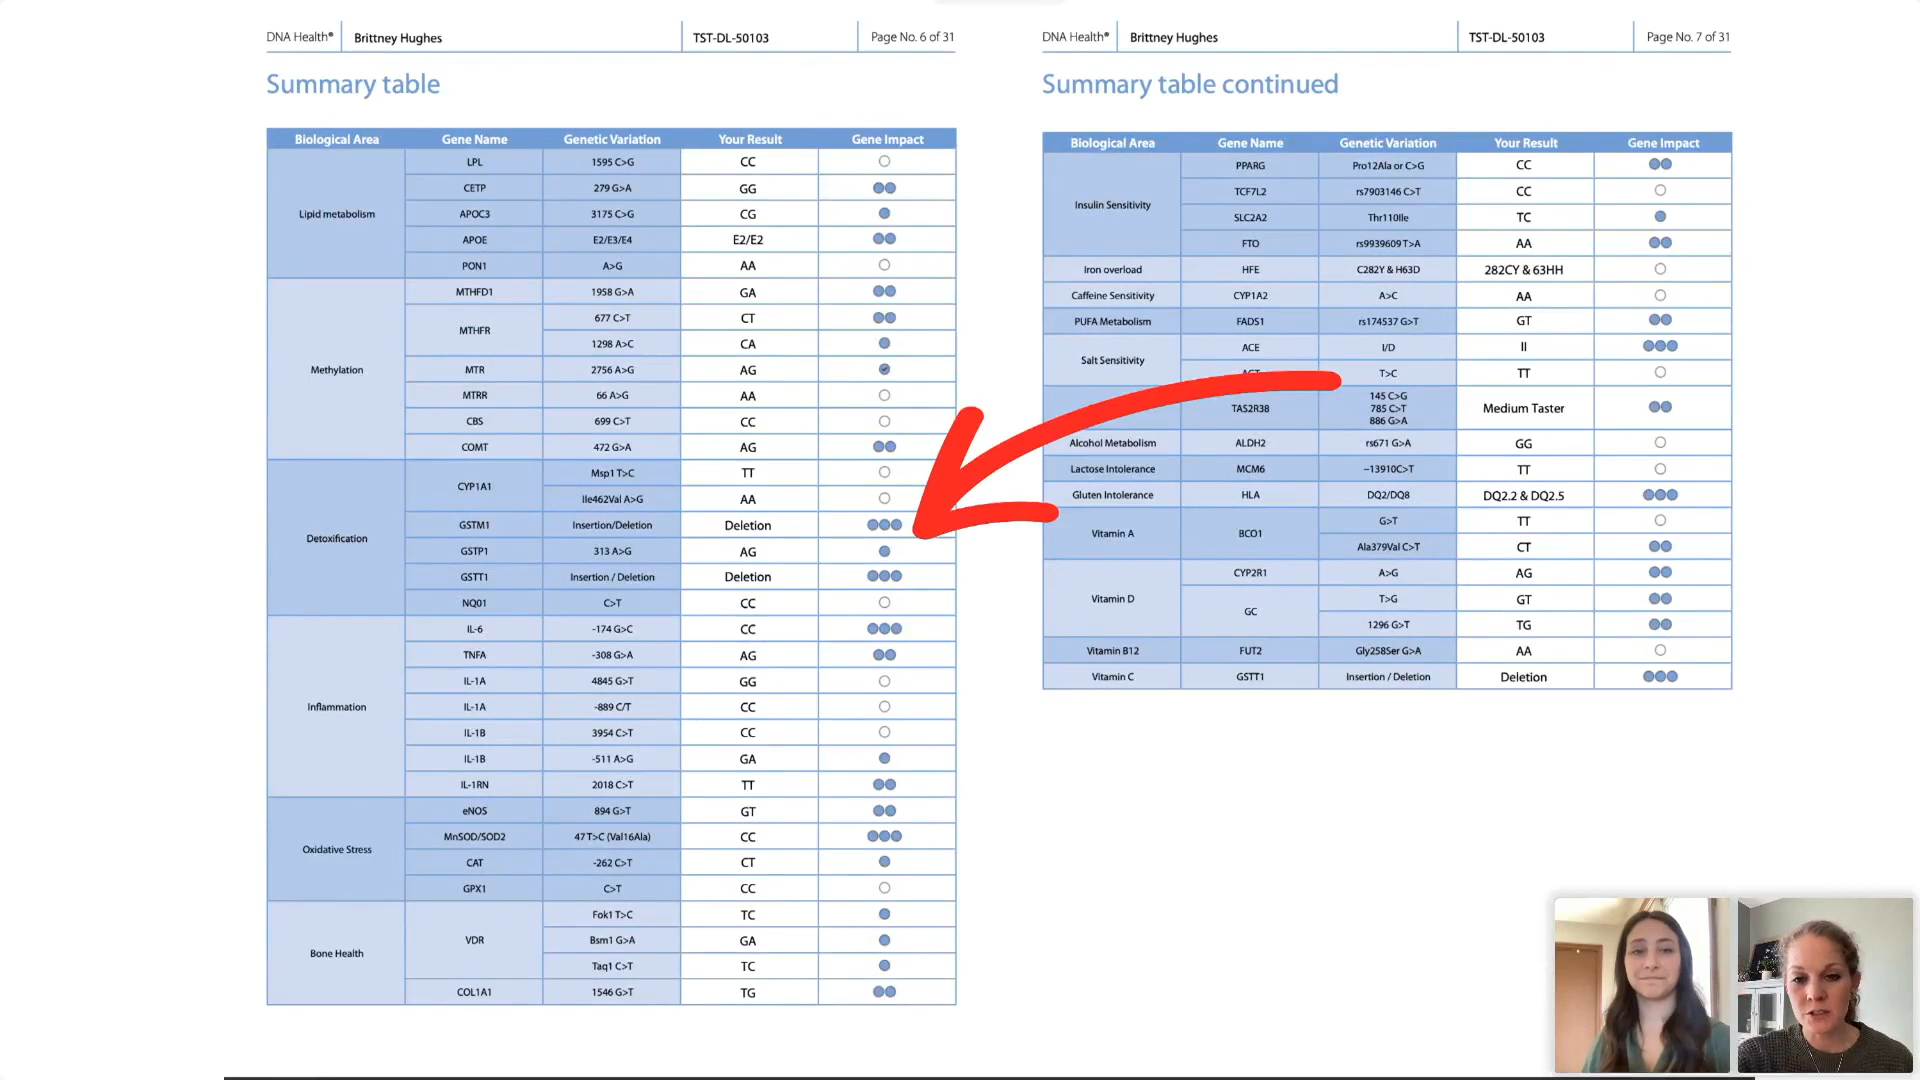 DNA Health® Brittney Hughes TST-DL-50103 Page No. 6 of 31
Summary table
Biological Area Gene Name Genetic Variation Your Result Gene Impact
Lipid metabolism
LPL 1595 C>G CC
CETP 279 G>A GG
APOC3 3175 C>G CG
APOE E2/E3/E4 E2/E2
PON1 A>G AA
Methylation
MTHFD1 1958 G>A GA
MTHFR
677 C>T CT
1298 A>C CA
MTR 2756 A>G AG
MTRR 66 A>G AA
CBS 699 C>T CC
COMT 472 G>A AG
Detoxification
CYP1A1
Msp1 T>C TT
Ile462Val A>G AA
GSTM1 Insertion/Deletion Deletion
GSTP1 313 A>G AG
GSTT1 Insertion / Deletion Deletion
NQ01 C>T CC
Inflammation
IL-6 -174 G>C CC
TNFA -308 G>A AG
IL-1A 4845 G>T GG
IL-1A -889 C/T CC
IL-1B 3954 C>T CC
IL-1B -511 A>G GA
IL-1RN 2018 C>T TT
Oxidative Stress
eNOS 894 G>T GT
MnSOD/SOD2 47 T>C (Val16Ala) CC
CAT -262 C>T CT
GPX1 C>T CC
Bone Health
VDR
Fok1 T>C TC
Bsm1 G>A GA
Taq1 C>T TC
COL1A1 1546 G>T TG
DNA Health® Brittney Hughes TST-DL-50103 Page No. 7 of 31
Summary table continued
Biological Area Gene Name Genetic Variation Your Result Gene Impact
Insulin Sensitivity
PPARG Pro12Ala or C>G CC
TCF7L2 rs7903146 C>T CC
SLC2A2 Thr110Ile TC
FTO rs9939609 T>A AA
Iron overload HFE C282Y & H63D 282CY & 63HH
Caffeine Sensitivity CYP1A2 A>C AA
PUFA Metabolism FADS1 rs174537 G>T GT
Salt Sensitivity
ACE I/D II
T>C TT
TAS2R38
145 C>G
785 C>T
886 G>A
Medium Taster
Alcohol Metabolism ALDH2 rs671 G>A GG
Lactose Intolerance MCM6 –13910C>T TT
Gluten Intolerance HLA DQ2/DQ8 DQ2.2 & DQ2.5
Vitamin A BCO1
G>T TT
Ala379Val C>T CT
Vitamin D
CYP2R1 A>G AG
GC
T>G GT
1296 G>T TG
Vitamin B12 FUT2 Gly258Ser G>A AA
Vitamin C GSTT1 Insertion / Deletion Deletion